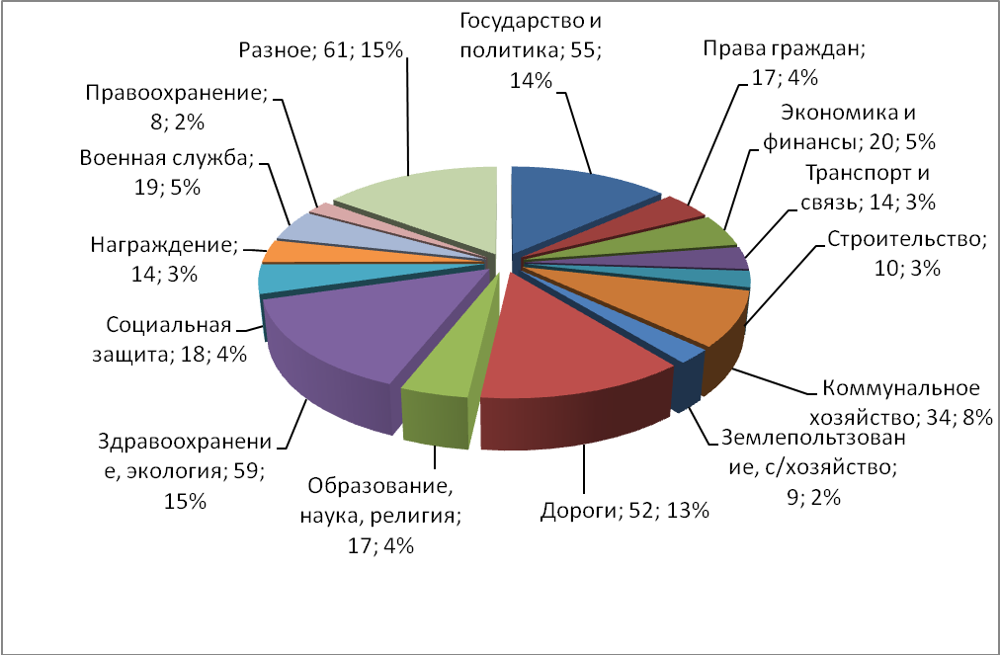 Государство и
политика; 55;
14%
Права граждан;
17; 4%
Экономика и
финансы; 20; 5%
Транспорт и
связь; 14; 3%
Строительство;
10; 3%
Коммунальное
хозяйство; 34; 8%
Землепользтован
ие, с/хозяйство;
9; 2%
Дороги; 52; 13%
Образование,
наука, религия;
17; 4%
Здравоохранени
е, экология; 59;
15%
Социальная
защита; 18; 4%
Награждение;
14; 3%
Военная служба;
19; 5%
Правоохранение;
8; 2%
Разное; 61; 15%